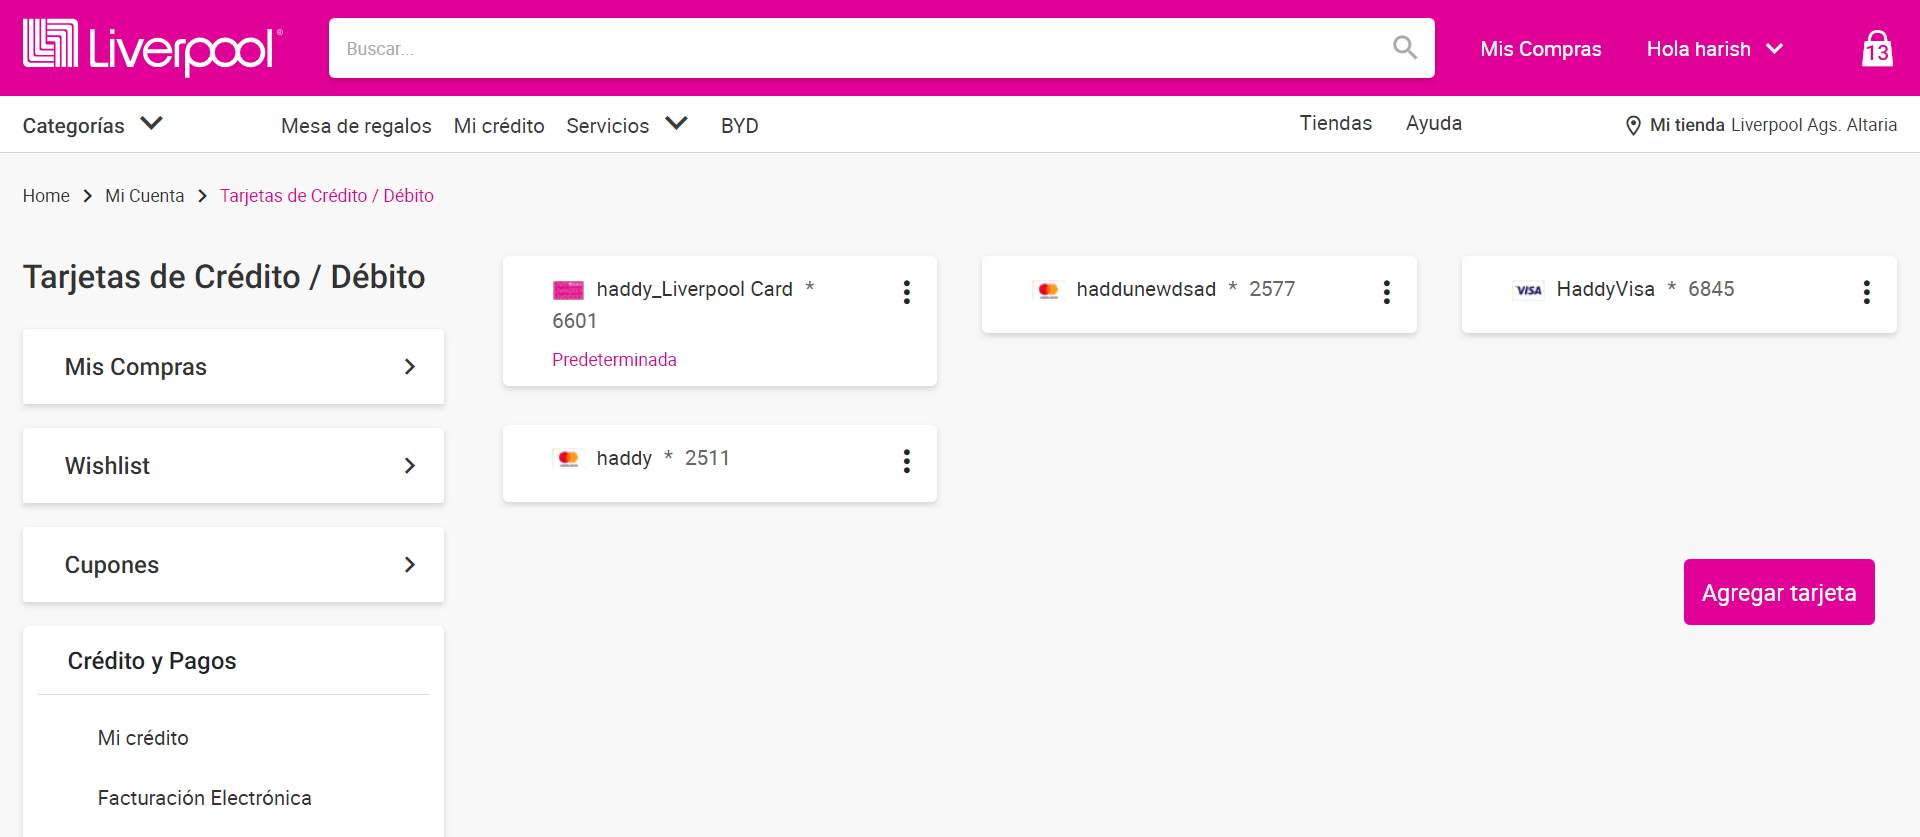 Liverpool®
Buscar...
Mis Compras
Hola harish
13
Categorías
Mesa de regalos
Mi crédito
Servicios
BYD
Tiendas
Ayuda
Mi tienda Liverpool Ags. Altaria
Home > Mi Cuenta > Tarjetas de Crédito / Débito
Tarjetas de Crédito / Débito
Mis Compras
Wishlist
Cupones
Crédito y Pagos
Mi crédito
Facturación Electrónica
haddy_Liverpool Card *
6601
Predeterminada
haddunewdsad * 2577
VISA HaddyVisa * 6845
haddy * 2511
Agregar tarjeta